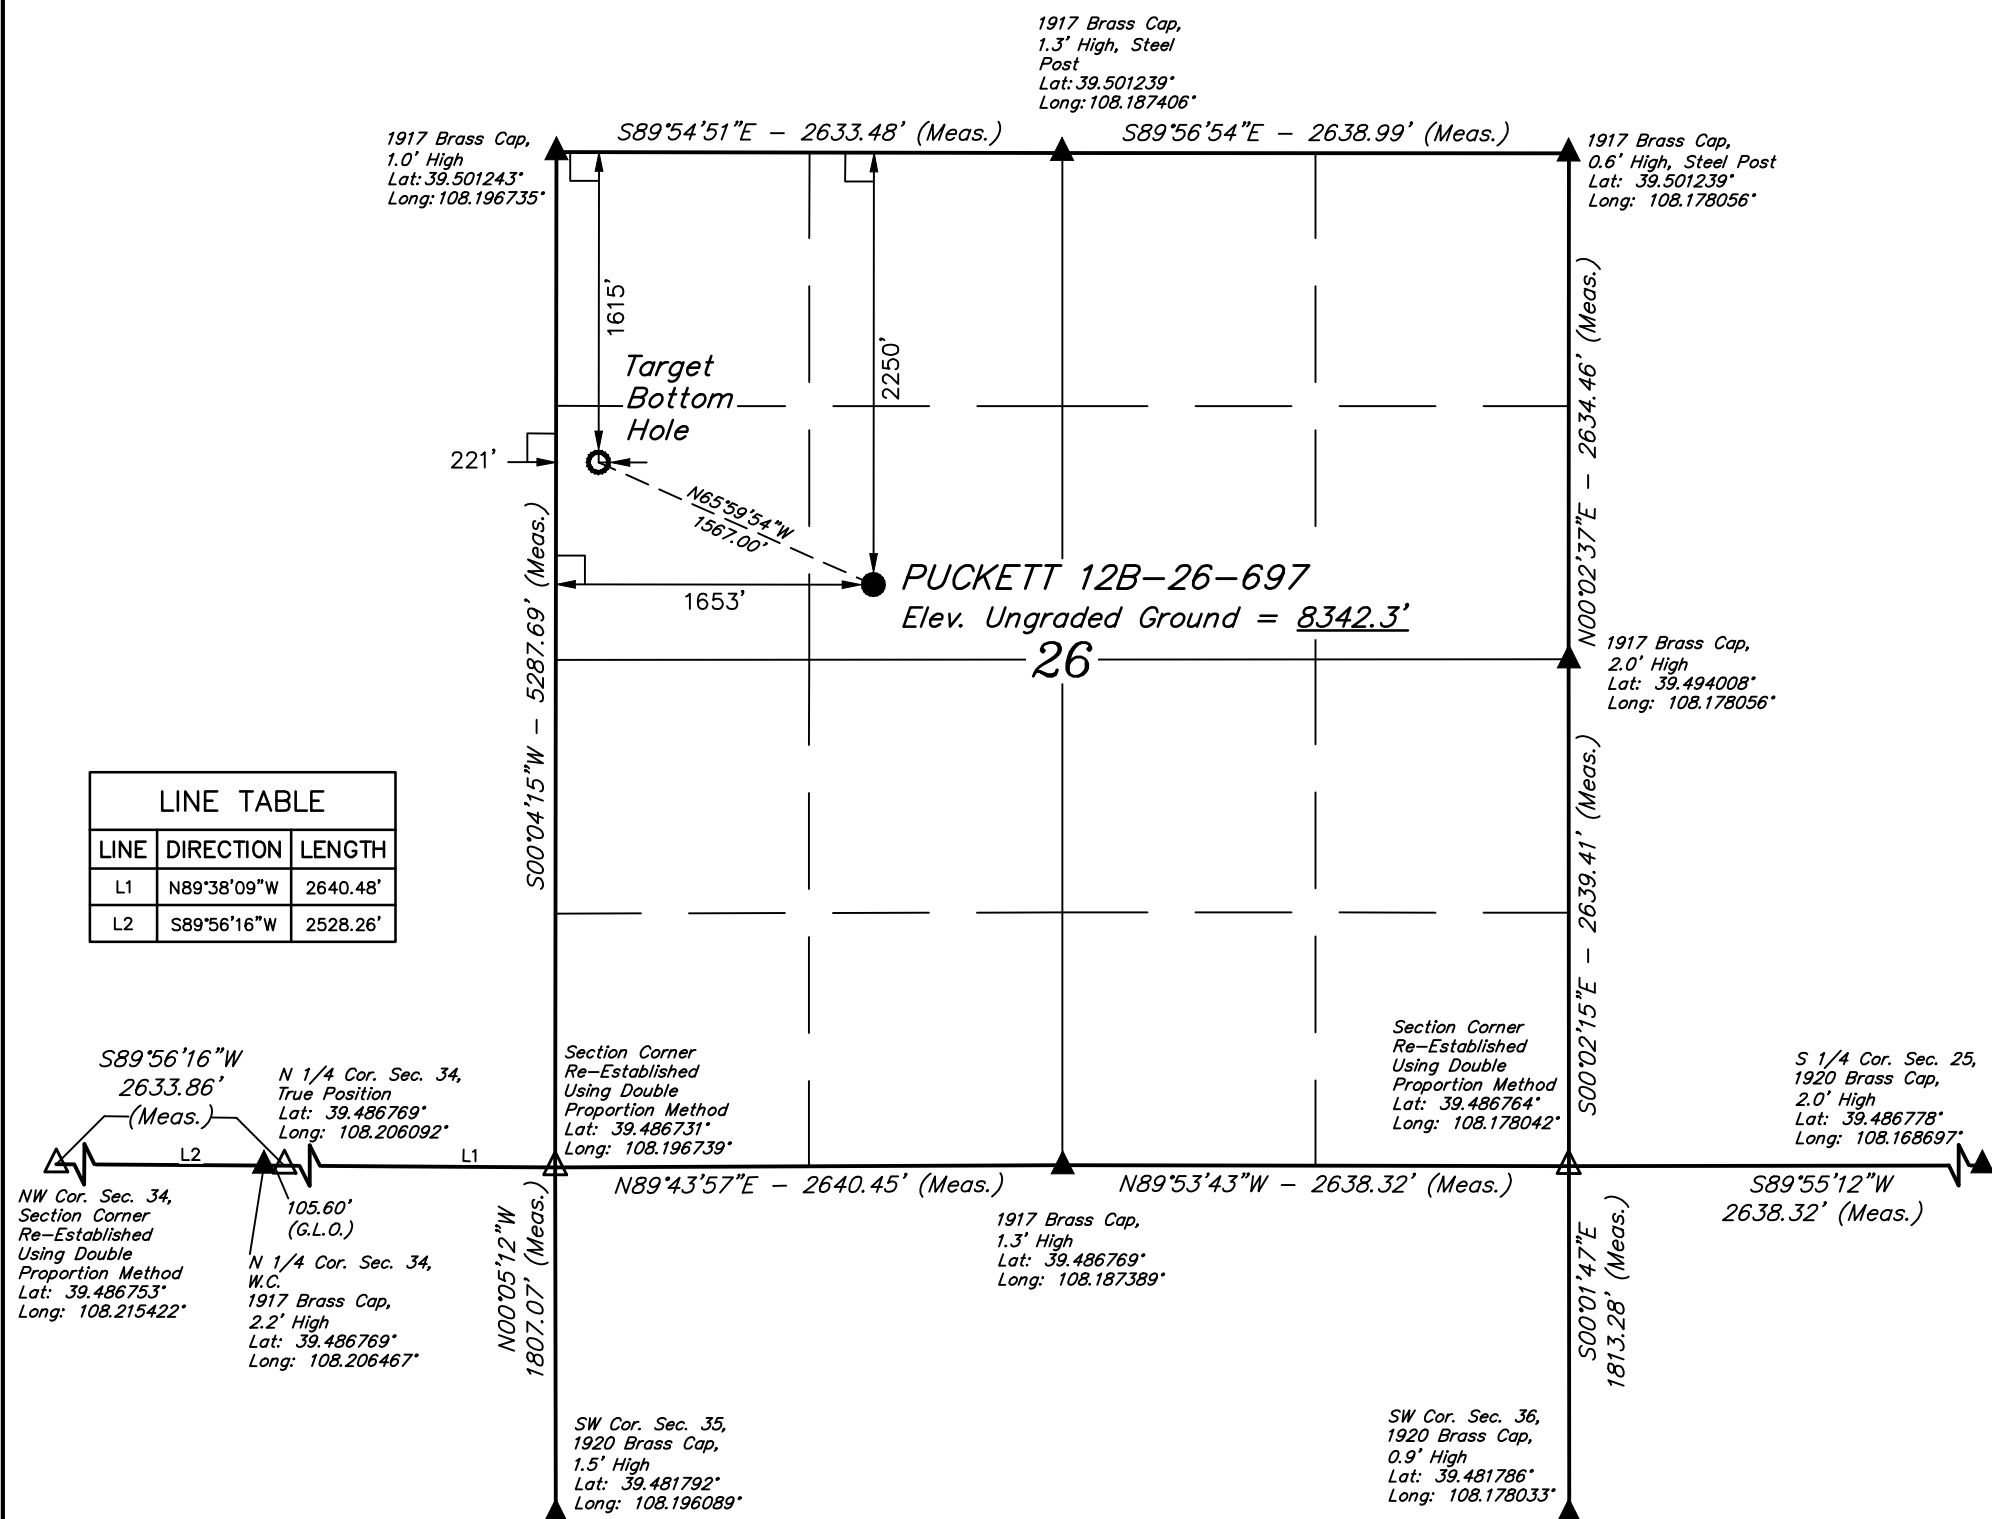 1917 Brass Cap,
1.3' High, Steel
Post
Lat: 39.501239°
Long: 108.187406°
1917 Brass Cap,
1.0' High
Lat: 39.501243°
Long: 108.196735°
S89°54'51"E – 2633.48' (Meas.)
S89°56'54"E – 2638.99' (Meas.)
1917 Brass Cap,
0.6' High, Steel Post
Lat: 39.501239°
Long: 108.178056°
1615'
2250'
Target
Bottom
Hole
221'
N65°59'54"W
1567.00'
1653'
PUCKETT 12B-26-697
Elev. Ungraded Ground = 8342.3'
26
S00°04'15"W – 5287.69' (Meas.)
N00°02'37"E – 2634.46' (Meas.)
1917 Brass Cap,
2.0' High
Lat: 39.494008°
Long: 108.178056°
S00°02'15"E – 2639.41' (Meas.)
LINE TABLE
LINE DIRECTION LENGTH
L1 N89°38'09"W 2640.48'
L2 S89°56'16"W 2528.26'
S89°56'16"W
2633.86'
(Meas.)
N 1/4 Cor. Sec. 34,
True Position
Lat: 39.486769°
Long: 108.206092°
Section Corner
Re-Established
Using Double
Proportion Method
Lat: 39.486731°
Long: 108.196739°
Section Corner
Re-Established
Using Double
Proportion Method
Lat: 39.486764°
Long: 108.178042°
S 1/4 Cor. Sec. 25,
1920 Brass Cap,
2.0' High
Lat: 39.486778°
Long: 108.168697°
L2
L1
NW Cor. Sec. 34,
Section Corner
Re-Established
Using Double
Proportion Method
Lat: 39.486753°
Long: 108.215422°
105.60'
(G.L.O.)
N 1/4 Cor. Sec. 34,
W.C.
1917 Brass Cap,
2.2' High
Lat: 39.486769°
Long: 108.206467°
N89°43'57"E – 2640.45' (Meas.)
N89°53'43"W – 2638.32' (Meas.)
S89°55'12"W
2638.32' (Meas.)
1917 Brass Cap,
1.3' High
Lat: 39.486769°
Long: 108.187389°
N00°05'12"W
1807.07' (Meas.)
S00°01'47"E
1813.28' (Meas.)
SW Cor. Sec. 35,
1920 Brass Cap,
1.5' High
Lat: 39.481792°
Long: 108.196089°
SW Cor. Sec. 36,
1920 Brass Cap,
0.9' High
Lat: 39.481786°
Long: 108.178033°